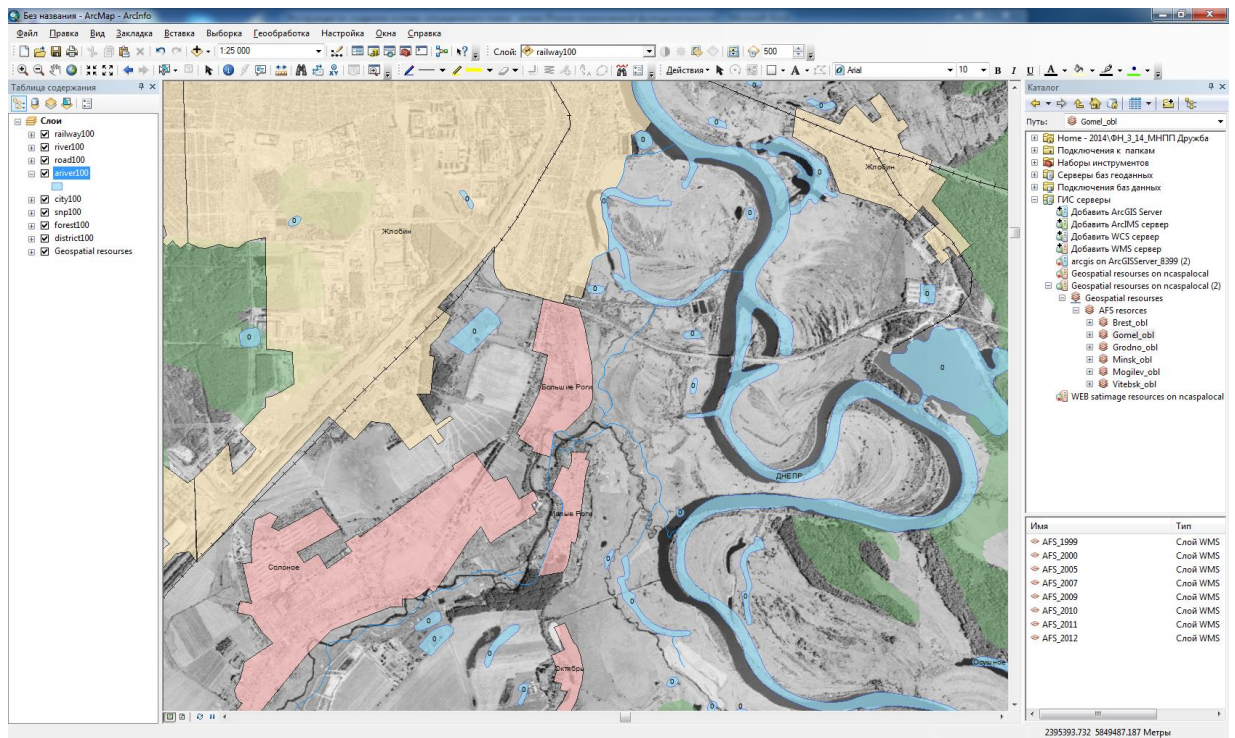 Без названия - ArcMap - ArcInfo
Файл Правка Вид Закладка Вставка Выборка Геообработка Настройка Окна Справка
1:25 000 Слой: railway100 500
Действия Arial 10 B I U A
Таблица содержания
Слои
railway100
river100
road100
ariver100
city100
snp100
forest100
district100
Geospatial resourses
Жлобин
Жлобин
Большие Роги
Малые Роги
Солоное
ДНЕПР
Октябрь
Каталог
Путь: Gomel_obl
Home - 2014\ФН_3_14_МНПП Дружба
Подключения к папкам
Наборы инструментов
Серверы баз геоданных
Подключения баз данных
ГИС серверы
Добавить ArcGIS Server
Добавить ArcIMS сервер
Добавить WCS сервер
Добавить WMS сервер
arcgis on ArcGISServer_8399 (2)
Geospatial resourses on ncaspalocal
Geospatial resourses on ncaspalocal (2)
Geospatial resourses
AFS resorces
Brest_obl
Gomel_obl
Grodno_obl
Minsk_obl
Mogilev_obl
Vitebsk_obl
WEB satimage resources on ncaspalocal
Имя Тип
AFS_1999 Слой WMS
AFS_2000 Слой WMS
AFS_2005 Слой WMS
AFS_2007 Слой WMS
AFS_2009 Слой WMS
AFS_2010 Слой WMS
AFS_2011 Слой WMS
AFS_2012 Слой WMS
2395393.732 5849487.187 Метры